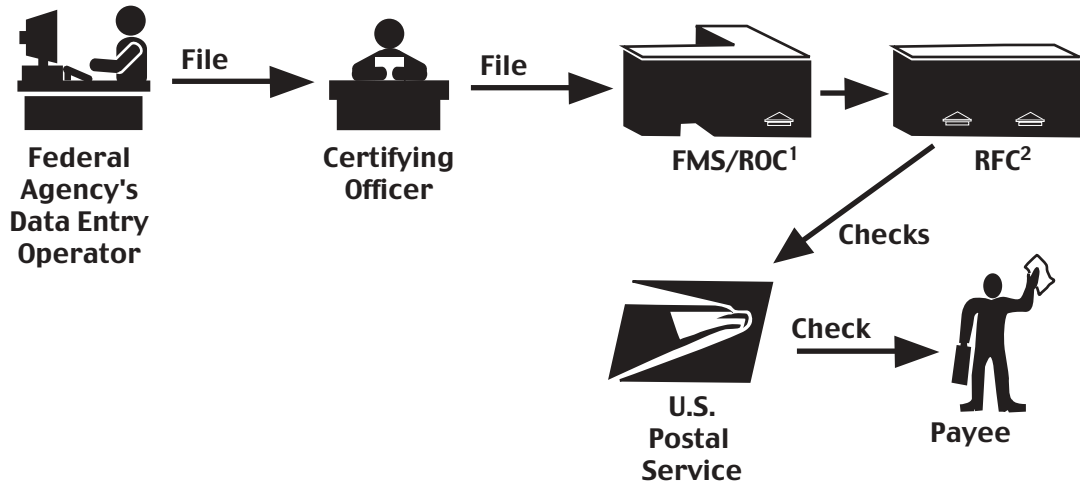 File
File
Federal
Agency's
Data Entry
Operator
Certifying
Officer
FMS/ROC¹
RFC²
Checks
Check
U.S.
Postal
Service
Payee